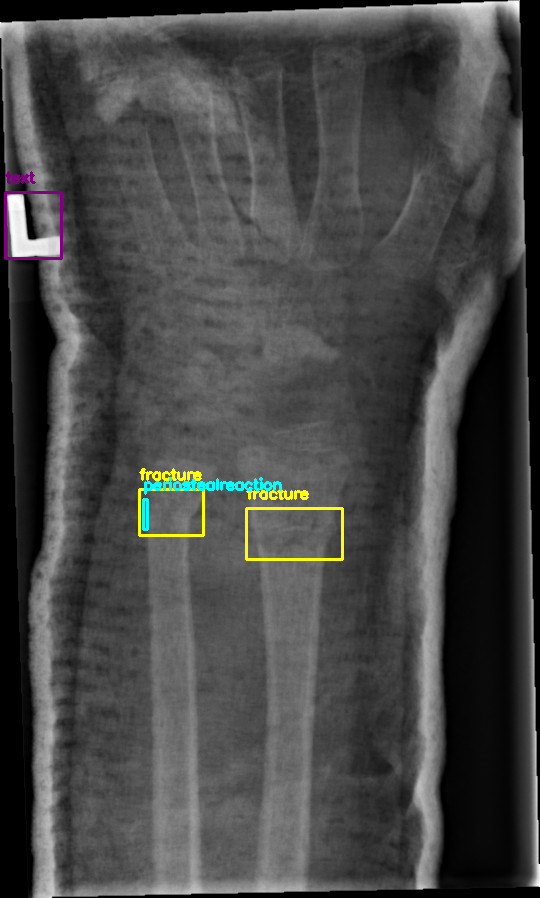 text
L
fracture
periostealreaction
fracture